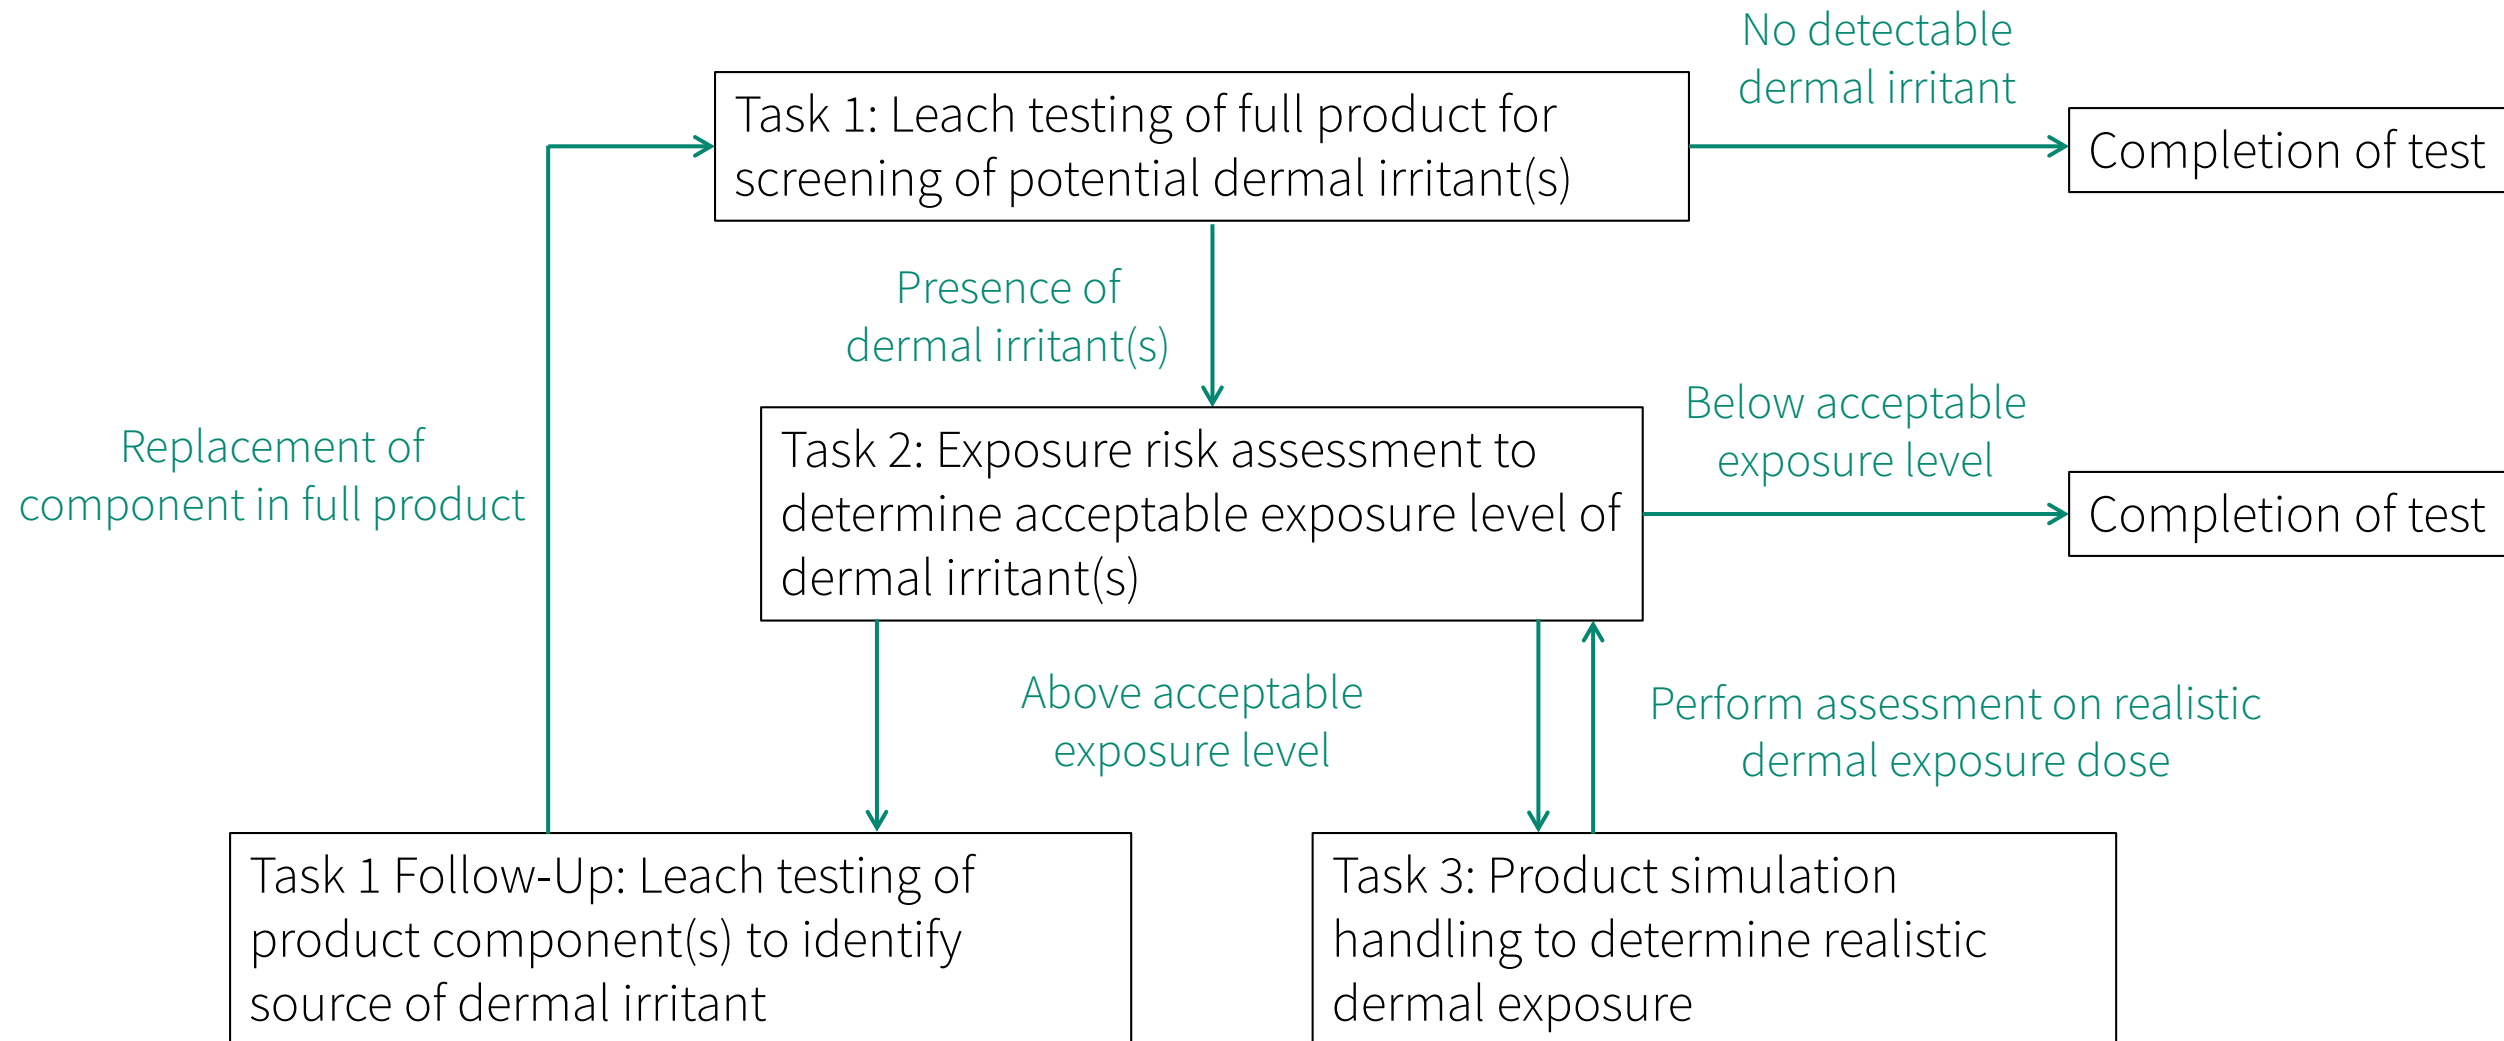 No detectable
dermal irritant
Task 1: Leach testing of full product for
screening of potential dermal irritant(s)
Completion of test
Presence of
dermal irritant(s)
Below acceptable
exposure level
Replacement of
component in full product
Task 2: Exposure risk assessment to
determine acceptable exposure level of
dermal irritant(s)
Completion of test
Above acceptable
exposure level
Perform assessment on realistic
dermal exposure dose
Task 1 Follow-Up: Leach testing of
product component(s) to identify
source of dermal irritant
Task 3: Product simulation
handling to determine realistic
dermal exposure